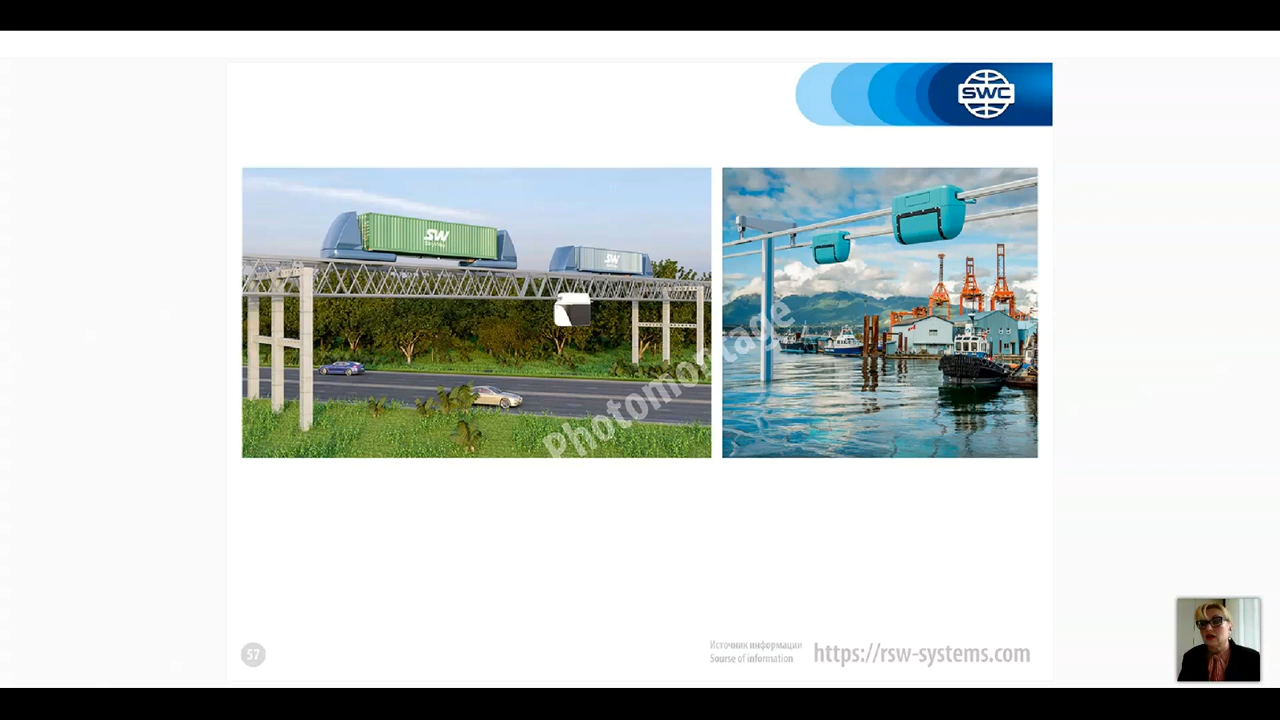 SWC
SW
SW
Photomontage
57
Источник информации
Sourse of information
https://rsw-systems.com